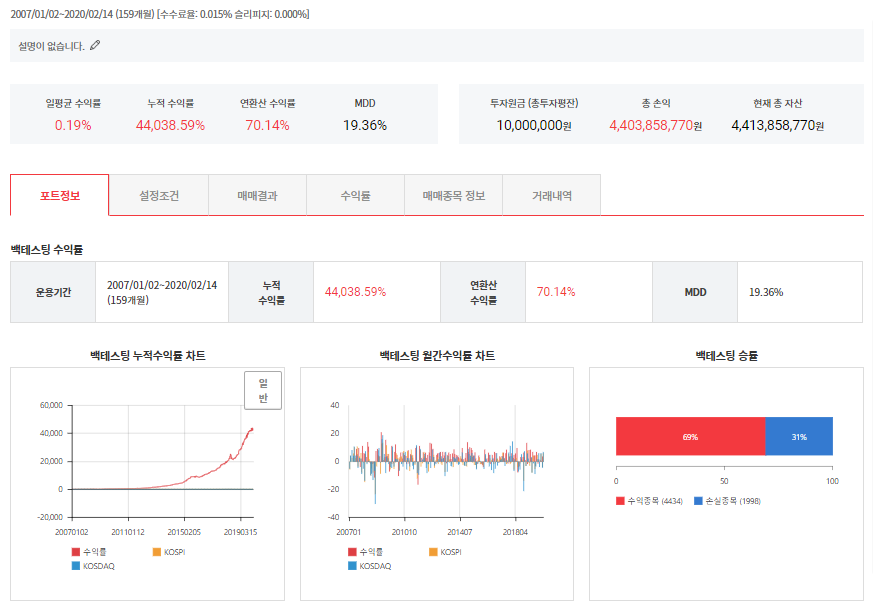 2007/01/02~2020/02/14 (159개월) [수수료율: 0.015% 슬리피지: 0.000%]
설명이 없습니다.
일평균 수익률 누적 수익률 연환산 수익률 MDD
0.19% 44,038.59% 70.14% 19.36%
투자원금 (총투자평잔) 총 손익 현재 총 자산
10,000,000원 4,403,858,770원 4,413,858,770원
포트정보 설정조건 매매결과 수익률 매매종목 정보 거래내역
백테스팅 수익률
운용기간 2007/01/02~2020/02/14 (159개월) 누적 수익률 44,038.59% 연환산 수익률 70.14% MDD 19.36%
백테스팅 누적수익률 차트
일반
60,000
40,000
20,000
0
-20,000
20070102 20110112 20150205 20190315
수익률 KOSPI
KOSDAQ
백테스팅 월간수익률 차트
40
20
0
-20
-40
200701 201010 201407 201804
수익률 KOSPI
KOSDAQ
백테스팅 승률
69% 31%
0 50 100
수익종목 (4434) 손실종목 (1998)